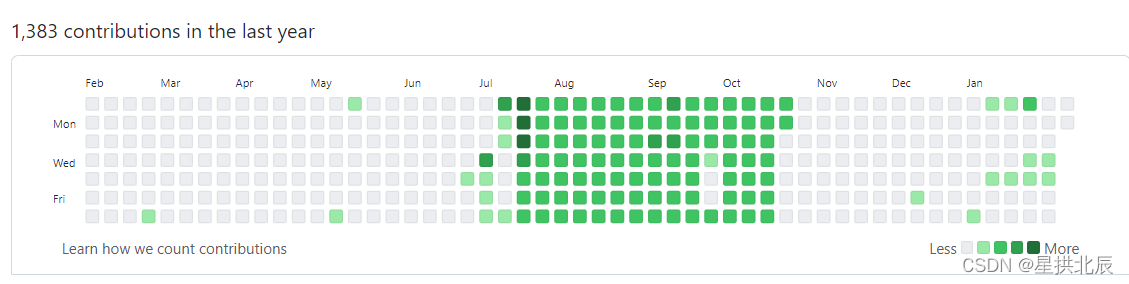 1,383 contributions in the last year
Feb Mar Apr May Jun Jul Aug Sep Oct Nov Dec Jan
Mon
Wed
Fri
Learn how we count contributions
Less More
CSDN @星拱北辰